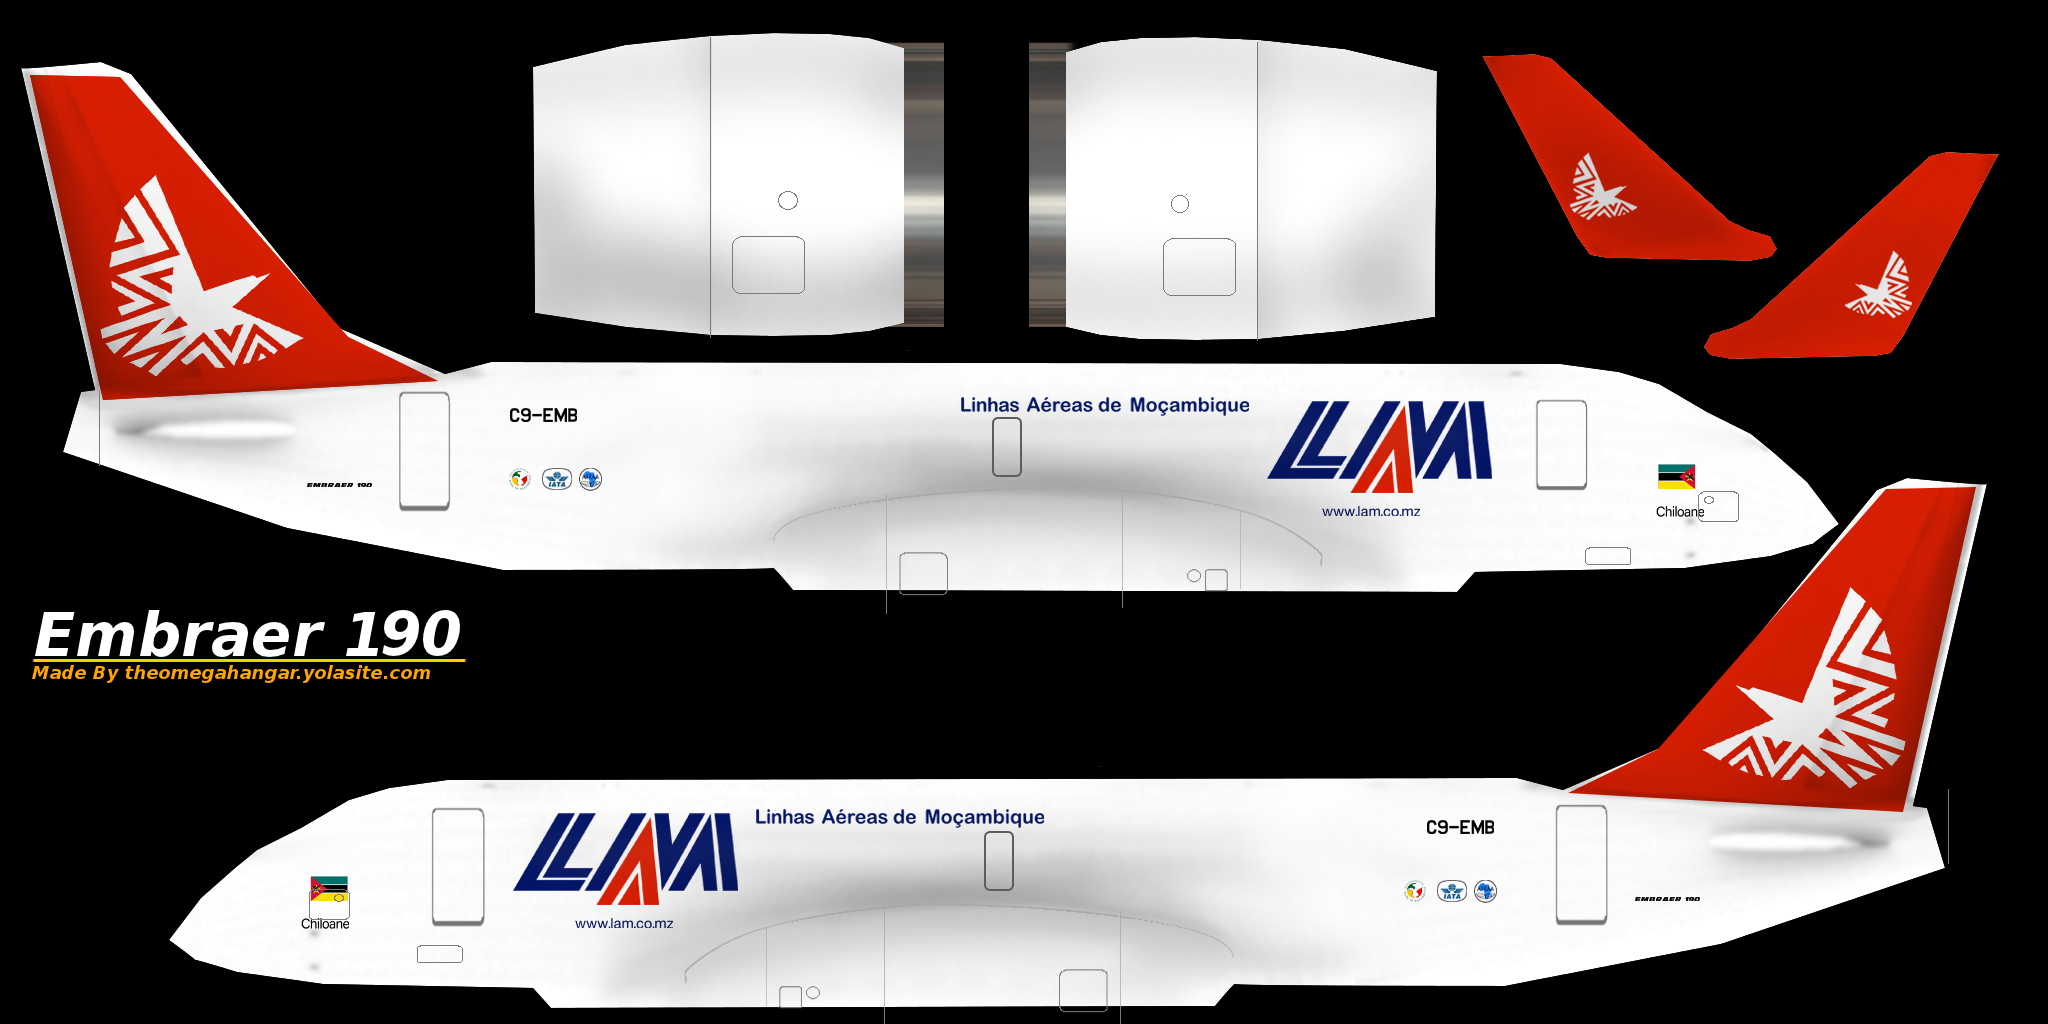 Linhas Aéreas de Moçambique
LAM
C9-EMB
EMBRAER 190
IATA
www.lam.co.mz
Chiloane
Embraer 190
Made By theomegahangar.yolasite.com
LAM
Linhas Aéreas de Moçambique
C9-EMB
IATA
EMBRAER 190
Chiloane
www.lam.co.mz